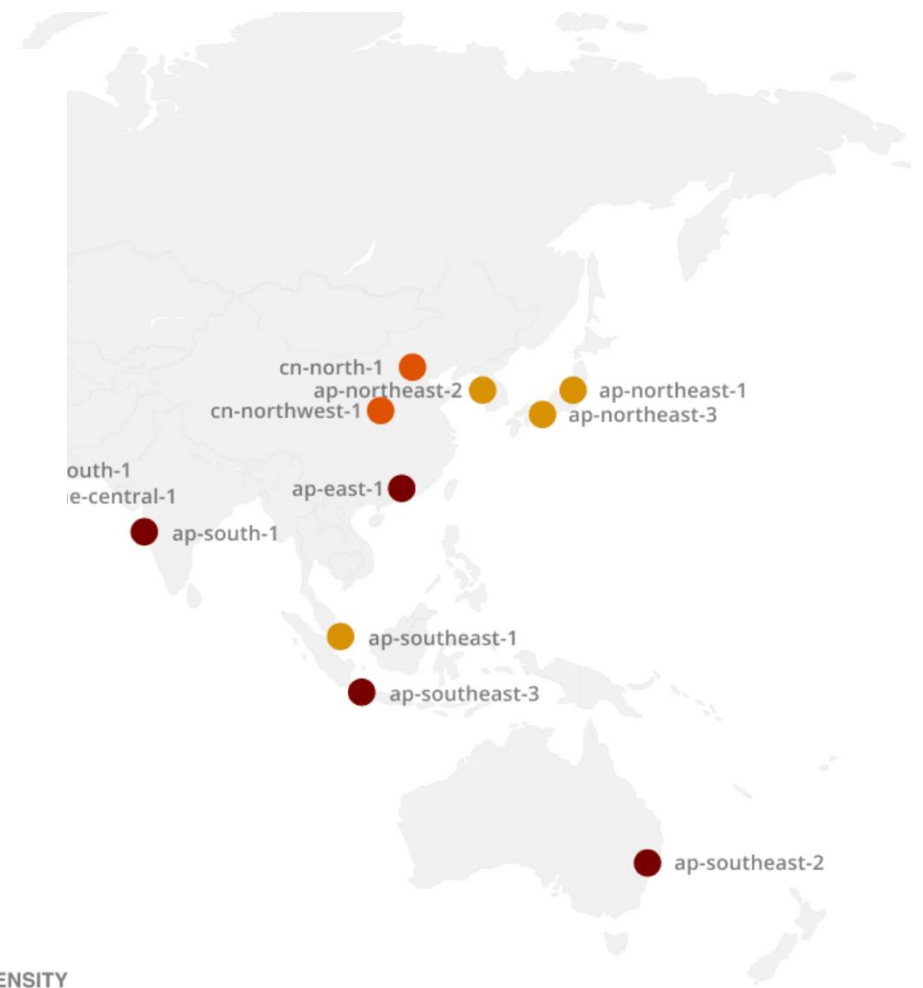 cn-north-1
ap-northeast-2
ap-northeast-1
cn-northwest-1
ap-northeast-3
outh-1
ap-east-1
e-central-1
ap-south-1
ap-southeast-1
ap-southeast-3
ap-southeast-2
ENSITY